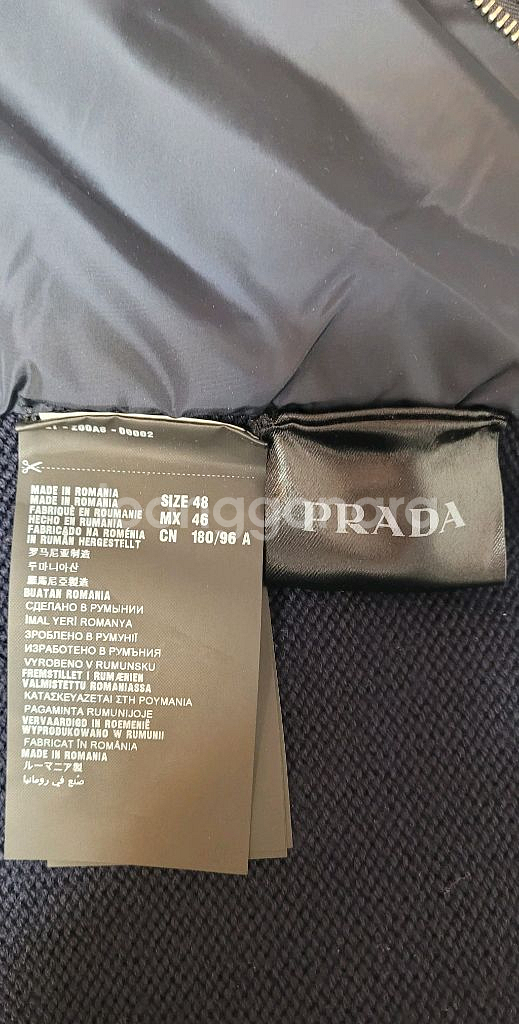 MADE IN ROMANIA
MADE IN ROMANIA
FABRIQUÉ EN ROUMANIE
HECHO EN RUMANIA
FABRICADO NA ROMÉNIA
IN RUMÄN HERGESTELLT
罗马尼亚制造
루마니아산
羅馬尼亞製造
BUATAN ROMANIA
СДЕЛАНО В РУМЫНИИ
İMAL YERİ ROMANYA
ЗРОБЛЕНО В РУМУНІЇ
ИЗРАБОТЕНО В РУМЪНИЯ
VYROBENO V RUMUNSKU
FREMSTILLET I RUMÆNIEN
VALMISTETTU ROMANIASSA
ΚΑΤΑΣΚΕΥΑΖΕΤΑΙ ΣΤΗ ΡΟΥΜΑΝΙΑ
PAGAMINTA RUMUNIJOJE
VERVAARDIGD IN ROEMENIË
WYPRODUKOWANO W RUMUNII
FABRICAT ÎN ROMÂNIA
MADE IN ROMANIA
ルーマニア製
صُنع في رومانيا
SIZE 48
MX 46
CN 180/96 A
PRADA